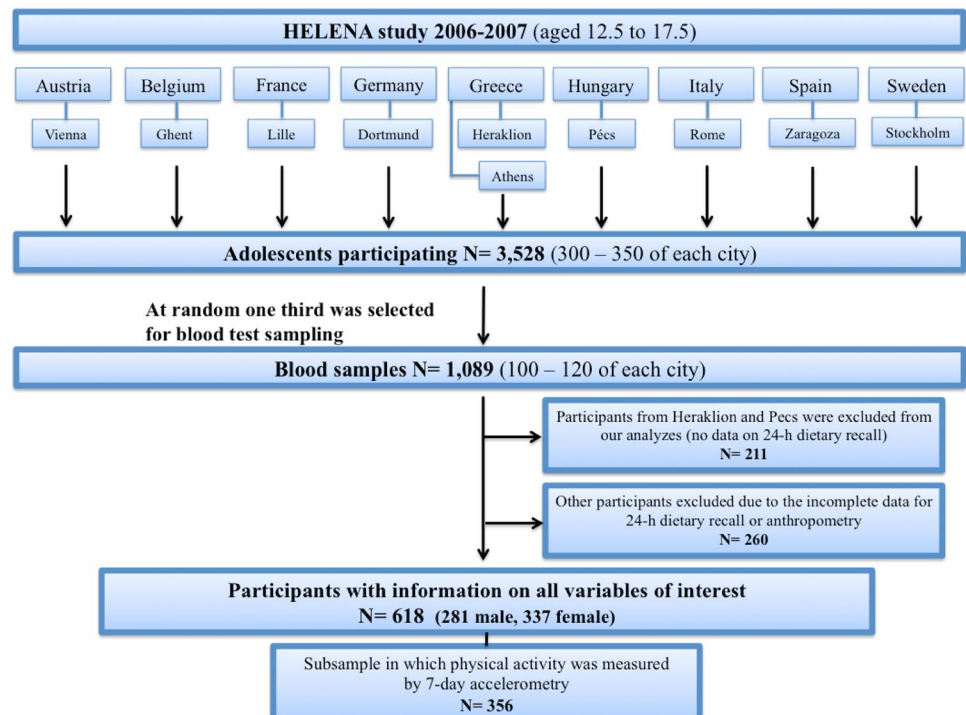 HELENA study 2006-2007 (aged 12.5 to 17.5)
Austria
Belgium
France
Germany
Greece
Hungary
Italy
Spain
Sweden
Vienna
Ghent
Lille
Dortmund
Heraklion
Pécs
Rome
Zaragoza
Stockholm
Athens
Adolescents participating N= 3,528 (300 – 350 of each city)
At random one third was selected
for blood test sampling
Blood samples N= 1,089 (100 – 120 of each city)
Participants from Heraklion and Pecs were excluded from
our analyzes (no data on 24-h dietary recall)
N= 211
Other participants excluded due to the incomplete data for
24-h dietary recall or anthropometry
N= 260
Participants with information on all variables of interest
N= 618 (281 male, 337 female)
Subsample in which physical activity was measured
by 7-day accelerometry
N= 356